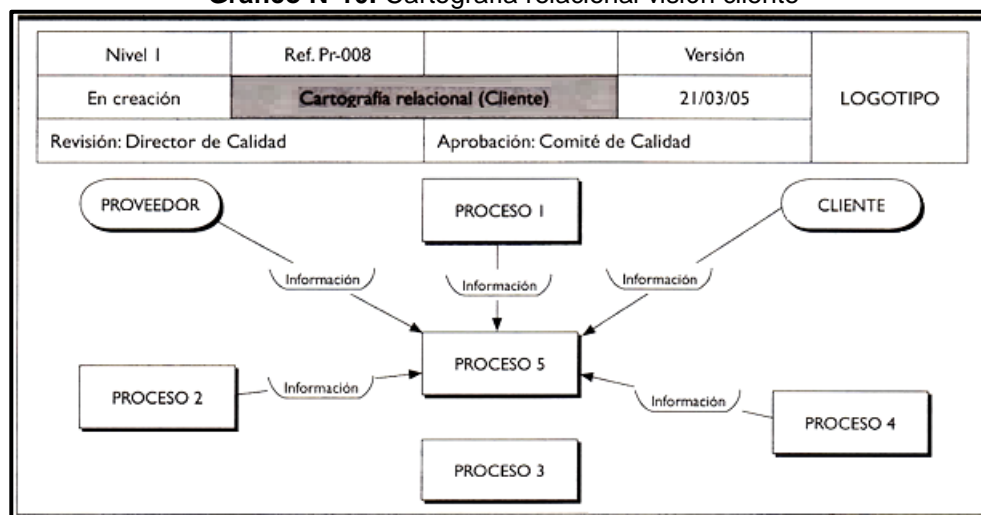 Gráfico N°10: Cartografía relacional visión cliente
Nivel 1 Ref. Pr-008 Versión
En creación Cartografía relacional (Cliente) 21/03/05 LOGOTIPO
Revisión: Director de Calidad Aprobación: Comité de Calidad
PROVEEDOR PROCESO 1 CLIENTE
Información Información Información
PROCESO 5
PROCESO 2 Información Información PROCESO 4
PROCESO 3